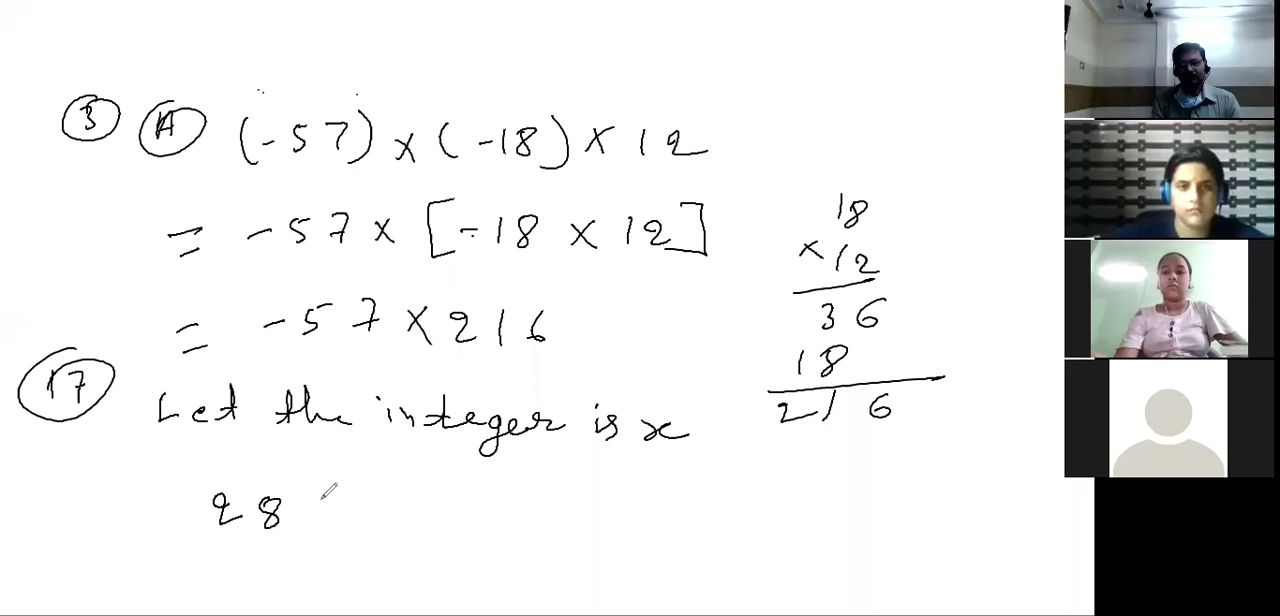 3 A (-57) × (-18) × 12
= -57 × [-18 × 12]
= -57 × 216
18
×12
36
18
216
17 Let the integer is x
28